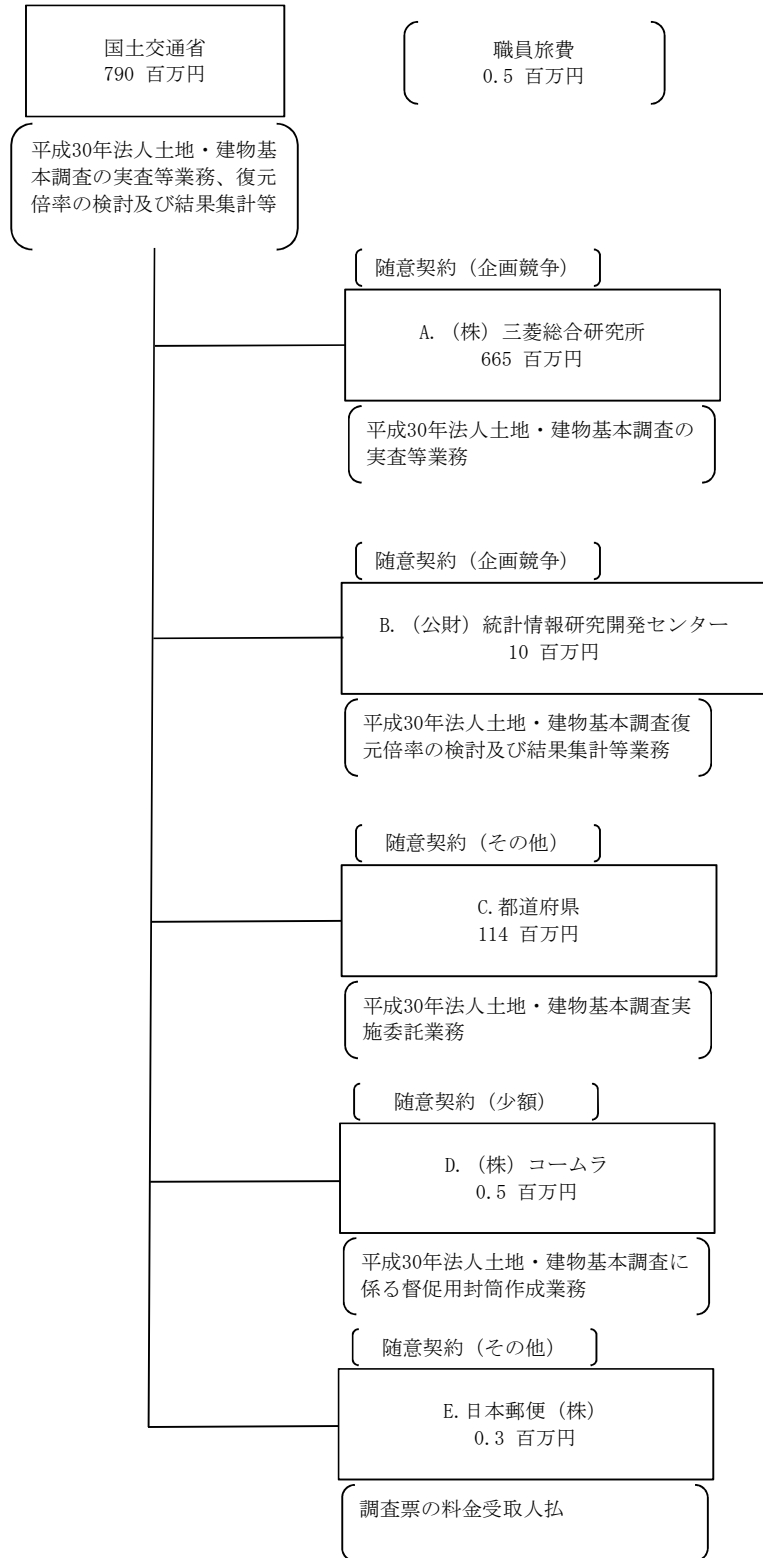 国土交通省
790 百万円
職員旅費
0.5 百万円
平成30年法人土地・建物基
本調査の実査等業務、復元
倍率の検討及び結果集計等
随意契約（企画競争）
A.（株）三菱総合研究所
665 百万円
平成30年法人土地・建物基本調査の
実査等業務
随意契約（企画競争）
B.（公財）統計情報研究開発センター
10 百万円
平成30年法人土地・建物基本調査復
元倍率の検討及び結果集計等業務
随意契約（その他）
C.都道府県
114 百万円
平成30年法人土地・建物基本調査実
施委託業務
随意契約（少額）
D.（株）コームラ
0.5 百万円
平成30年法人土地・建物基本調査に
係る督促用封筒作成業務
随意契約（その他）
E.日本郵便（株）
0.3 百万円
調査票の料金受取人払